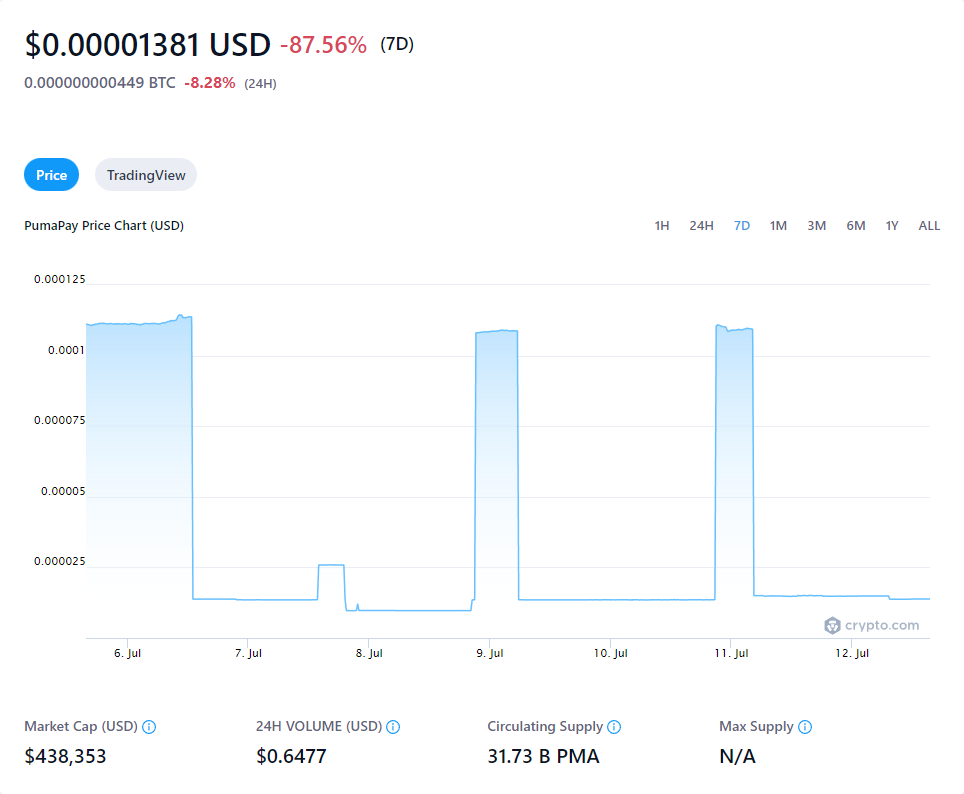 $0.00001381 USD -87.56% (7D)
0.000000000449 BTC -8.28% (24H)
Price TradingView
PumaPay Price Chart (USD) 1H 24H 7D 1M 3M 6M 1Y ALL
0.000125
0.0001
0.000075
0.00005
0.000025
crypto.com
6. Jul 7. Jul 8. Jul 9. Jul 10. Jul 11. Jul 12. Jul
Market Cap (USD) 24H VOLUME (USD) Circulating Supply Max Supply
$438,353 $0.6477 31.73 B PMA N/A